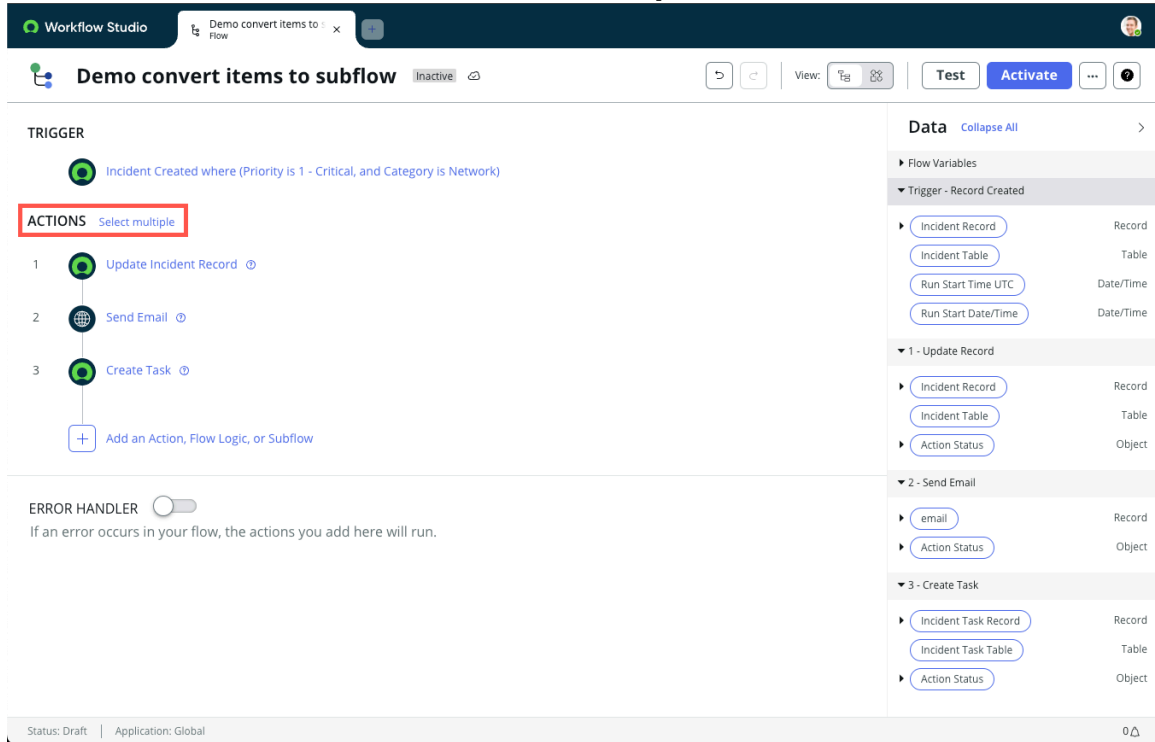 Workflow Studio
Demo convert items to s
Flow
Demo convert items to subflow Inactive
View:
Test Activate
TRIGGER
Incident Created where (Priority is 1 - Critical, and Category is Network)
ACTIONS Select multiple
1 Update Incident Record
2 Send Email
3 Create Task
Add an Action, Flow Logic, or Subflow
ERROR HANDLER
If an error occurs in your flow, the actions you add here will run.
Data Collapse All
Flow Variables
Trigger - Record Created
Incident Record Record
Incident Table Table
Run Start Time UTC Date/Time
Run Start Date/Time Date/Time
1 - Update Record
Incident Record Record
Incident Table Table
Action Status Object
2 - Send Email
email Record
Action Status Object
3 - Create Task
Incident Task Record Record
Incident Task Table Table
Action Status Object
Status: Draft | Application: Global
0